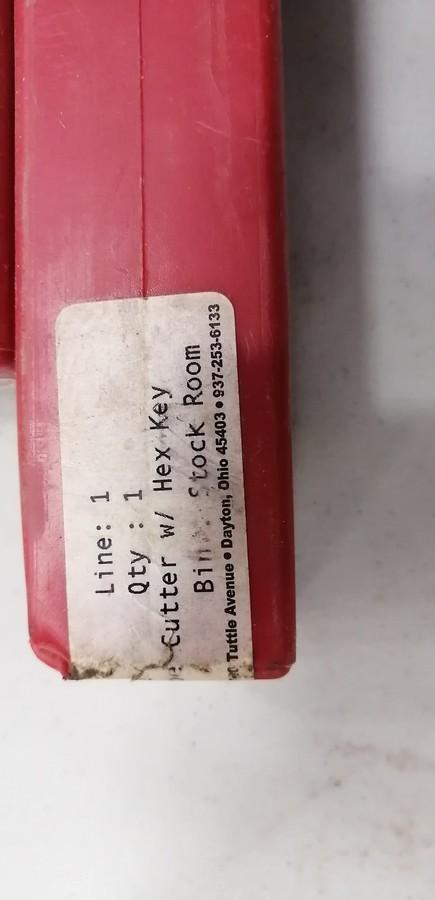 Line: 1
Qty : 1
Cutter w/ Hex Key
Stock Room
Tuttle Avenue • Dayton, Ohio 45403 • 937-253-6133